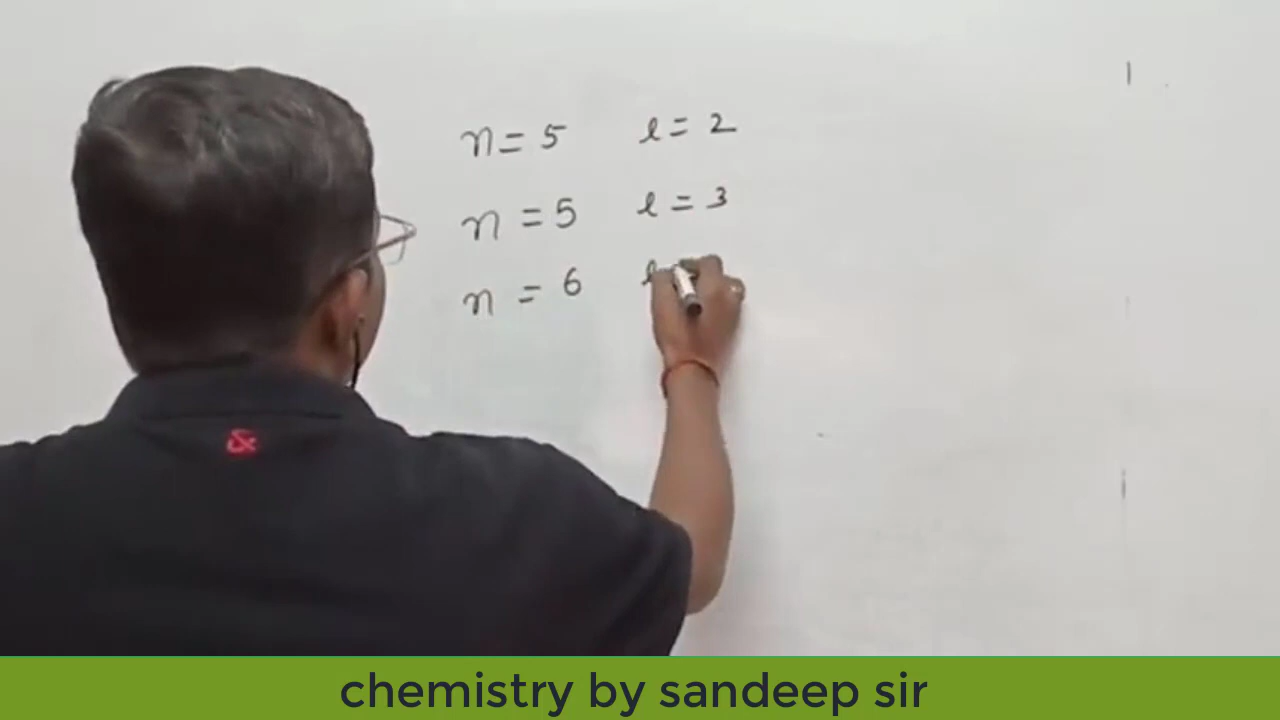 n = 5 l = 2
n = 5 l = 3
n = 6 l
&
chemistry by sandeep sir